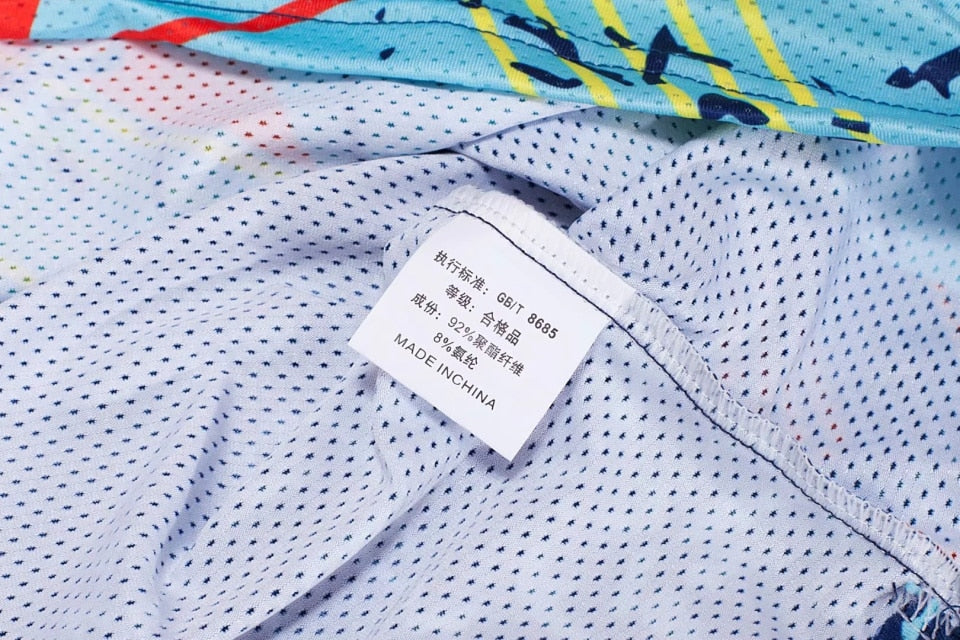 执行标准：GB/T 8685
等级：合格品
成份：92%聚酯纤维
8%氨纶
MADE INCHINA